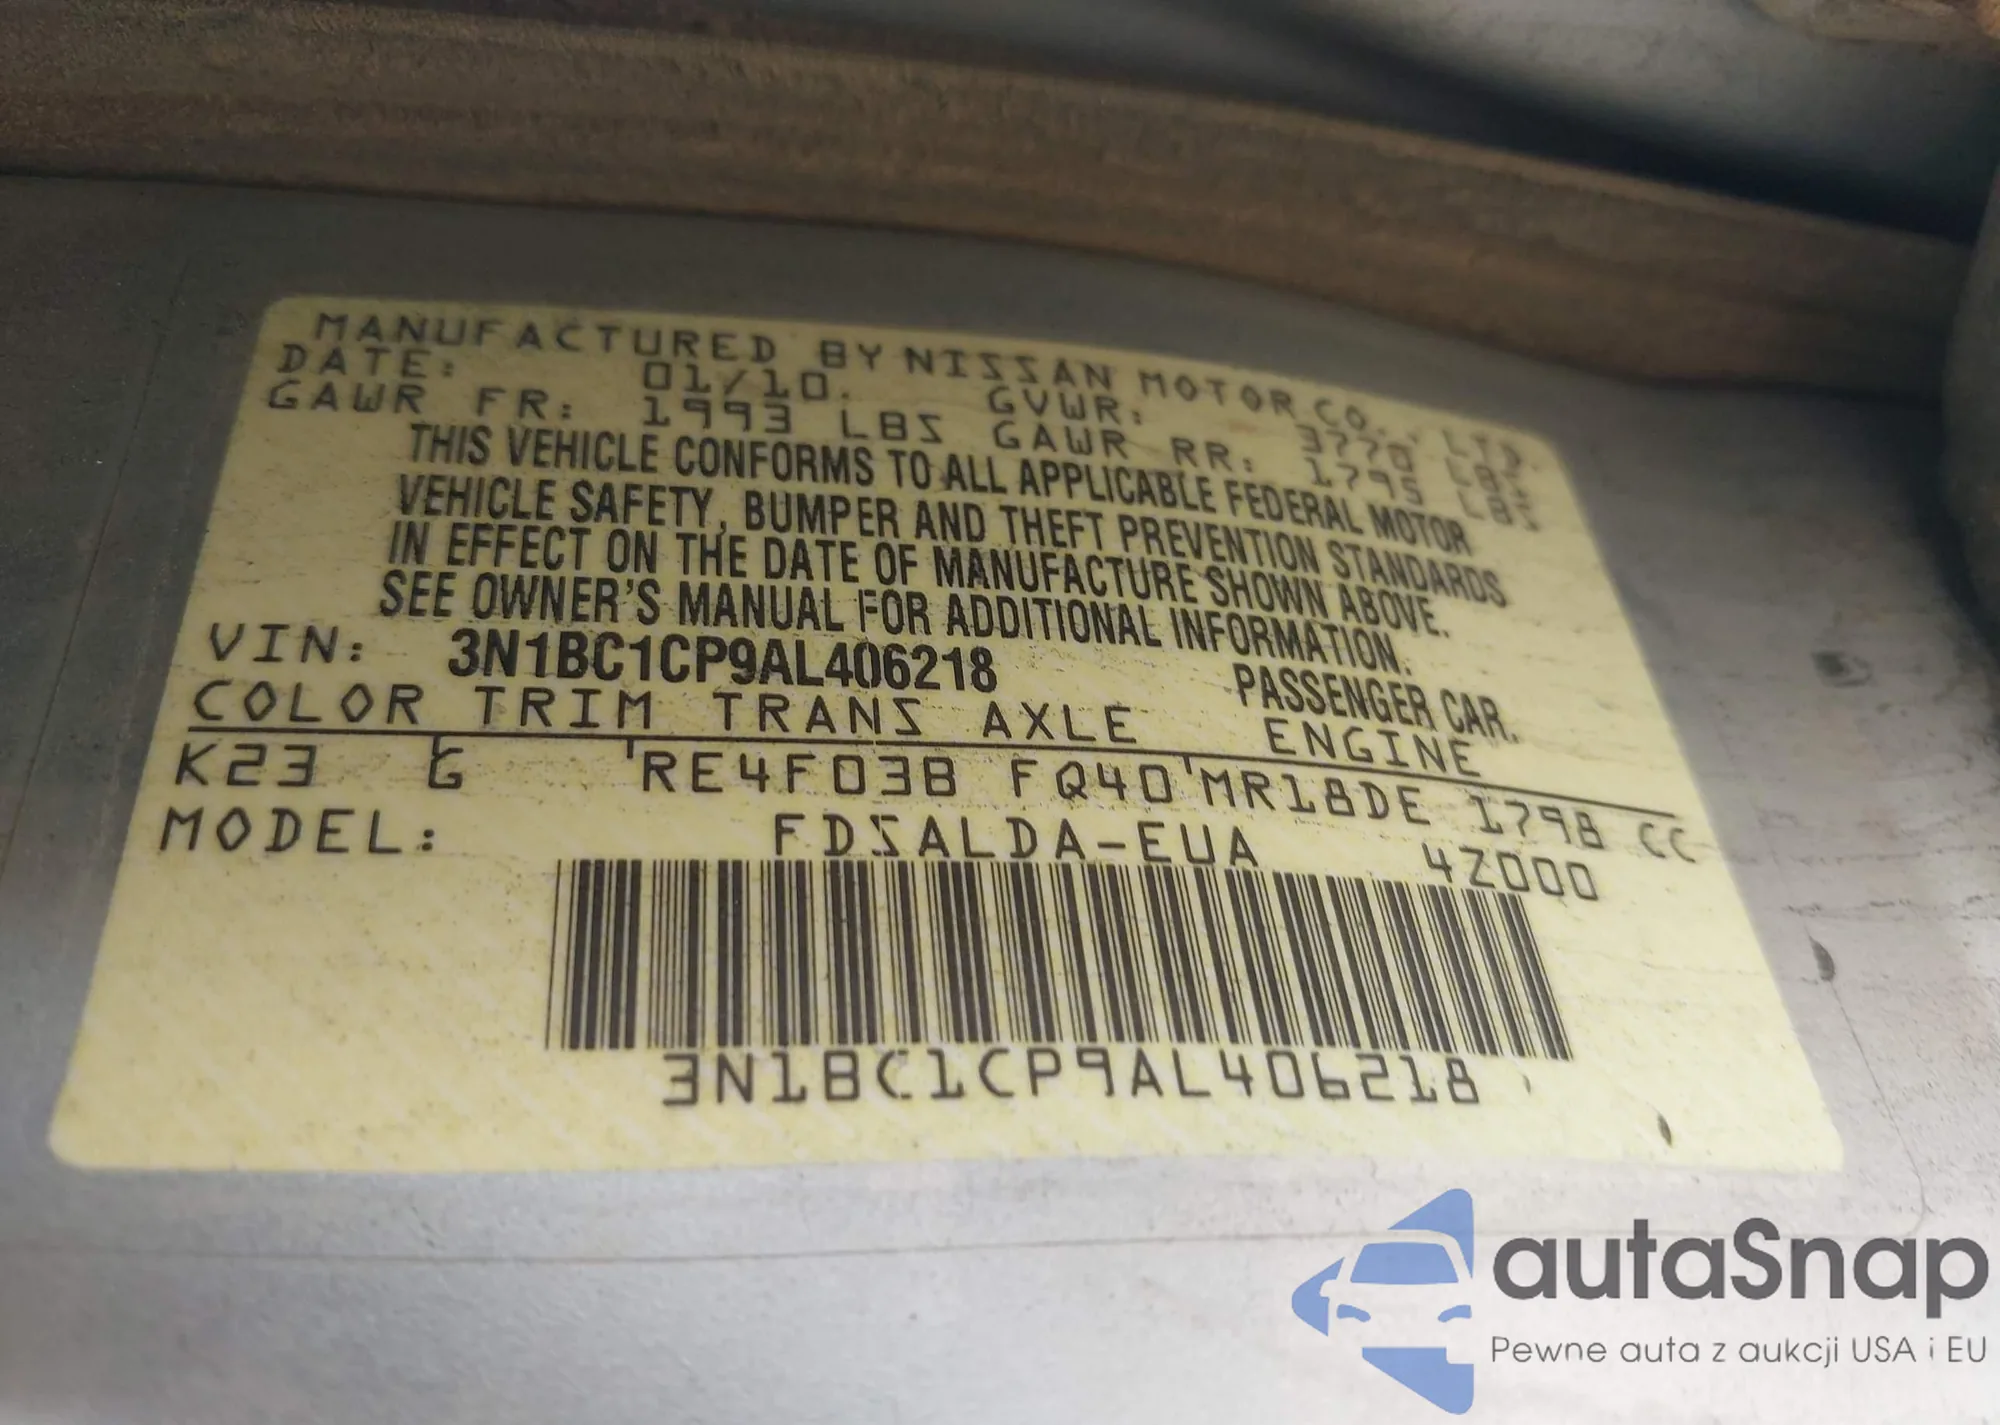 MANUFACTURED BY NISSAN MOTOR CO., LTD.
DATE: 01/10. GVWR: 3770 LBS
GAWR FR: 1993 LBS GAWR RR: 1795 LBS
THIS VEHICLE CONFORMS TO ALL APPLICABLE FEDERAL MOTOR
VEHICLE SAFETY, BUMPER AND THEFT PREVENTION STANDARDS
IN EFFECT ON THE DATE OF MANUFACTURE SHOWN ABOVE.
SEE OWNER'S MANUAL FOR ADDITIONAL INFORMATION.
VIN: 3N1BC1CP9AL406218 PASSENGER CAR.
COLOR TRIM TRANS AXLE ENGINE
K23 G RE4F03B FQ40 MR18DE 1798 CC
MODEL: FDSALDA-EUA 4Z000
3N1BC1CP9AL406218
autaSnap
Pewne auta z aukcji USA i EU